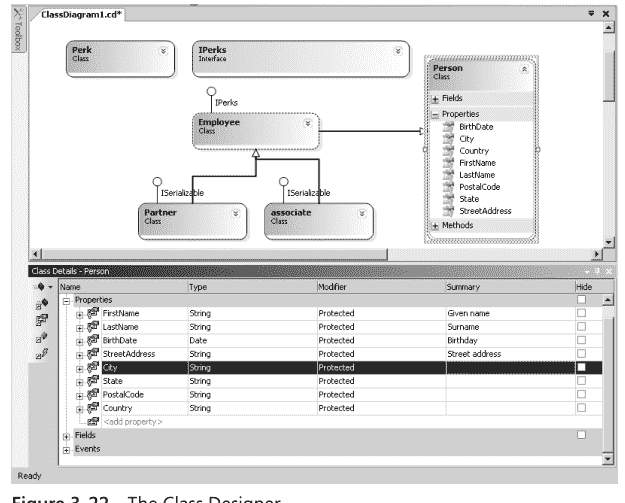 ClassDiagram1.cd*
Toolbox
Perk
Class
IPerks
Interface
Person
Class
Fields
Properties
BirthDate
City
Country
FirstName
LastName
PostalCode
State
StreetAddress
Methods
IPerks
Employee
Class
ISerializable
ISerializable
Partner
Class
associate
Class
Class Details - Person
Name Type Modifier Summary Hide
Properties
FirstName String Protected Given name
LastName String Protected Surname
BirthDate Date Protected Birthday
StreetAddress String Protected Street address
City String Protected
State String Protected
PostalCode String Protected
Country String Protected
<add property>
Fields
Events
Ready
Figure 3-22 The Class Designer